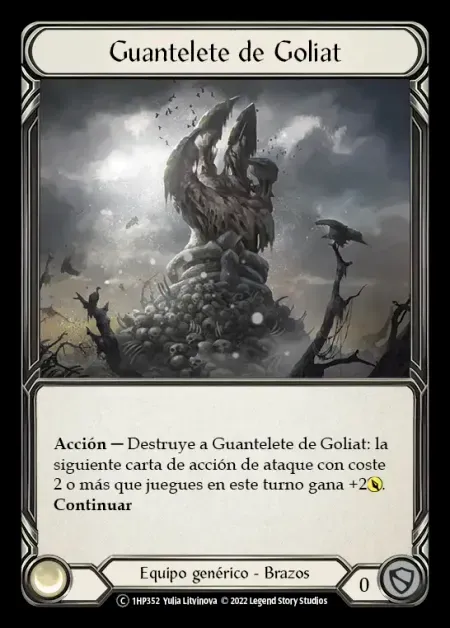 Guantelete de Goliat
Acción — Destruye a Guantelete de Goliat: la
siguiente carta de acción de ataque con coste
2 o más que juegues en este turno gana +2.
Continuar
Equipo genérico - Brazos
0
C 1HP352 Yulia Litvinova © 2022 Legend Story Studios